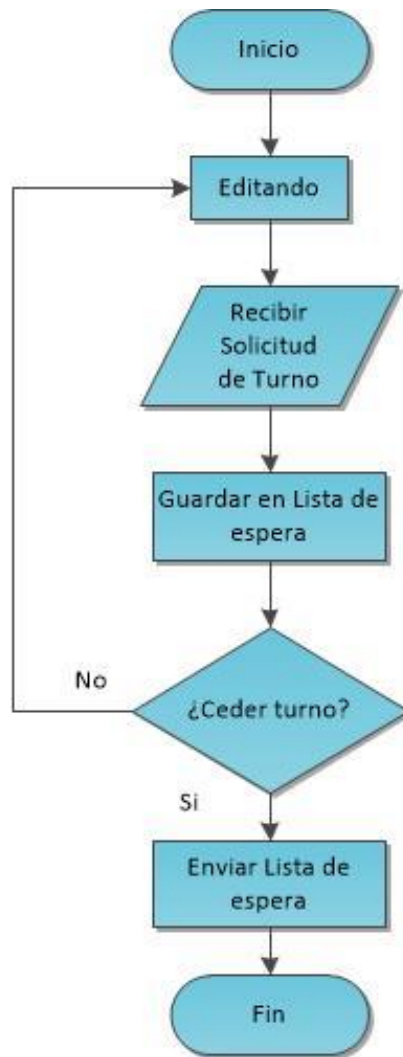 Inicio
Editando
Recibir
Solicitud
de Turno
Guardar en Lista de
espera
No
¿Ceder turno?
Si
Enviar Lista de
espera
Fin